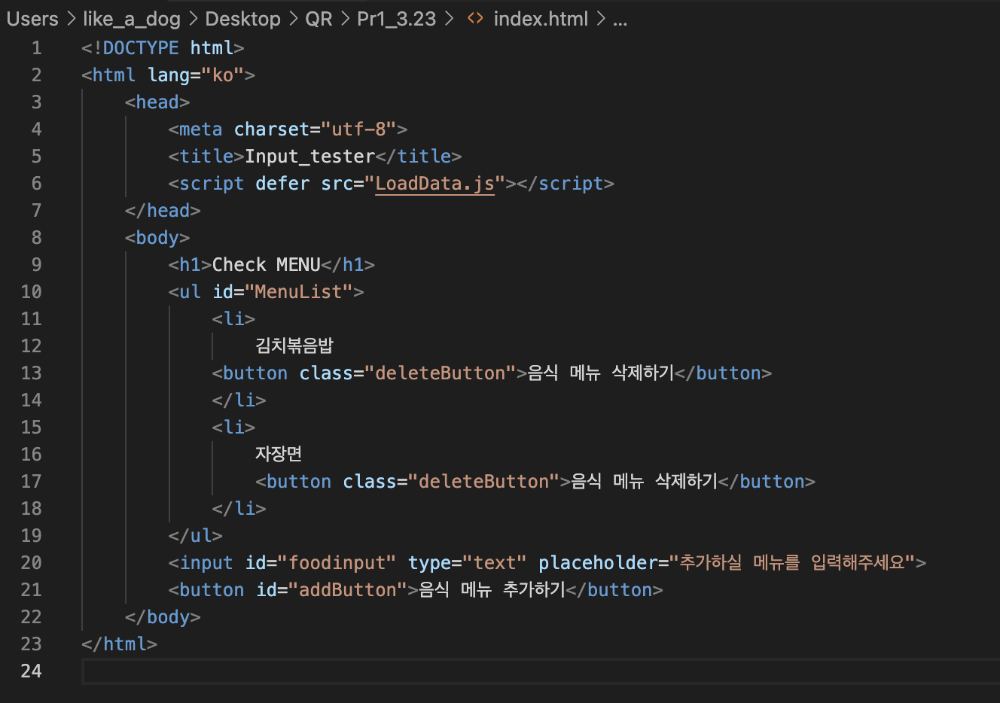 Users > like_a_dog > Desktop > QR > Pr1_3.23 > <> index.html > ...
1 <!DOCTYPE html>
2 <html lang="ko">
3     <head>
4         <meta charset="utf-8">
5         <title>Input_tester</title>
6         <script defer src="LoadData.js"></script>
7     </head>
8     <body>
9         <h1>Check MENU</h1>
10         <ul id="MenuList">
11             <li>
12                 김치볶음밥
13             <button class="deleteButton">음식 메뉴 삭제하기</button>
14             </li>
15             <li>
16                 자장면
17                 <button class="deleteButton">음식 메뉴 삭제하기</button>
18             </li>
19         </ul>
20         <input id="foodinput" type="text" placeholder="추가하실 메뉴를 입력해주세요">
21         <button id="addButton">음식 메뉴 추가하기</button>
22     </body>
23 </html>
24